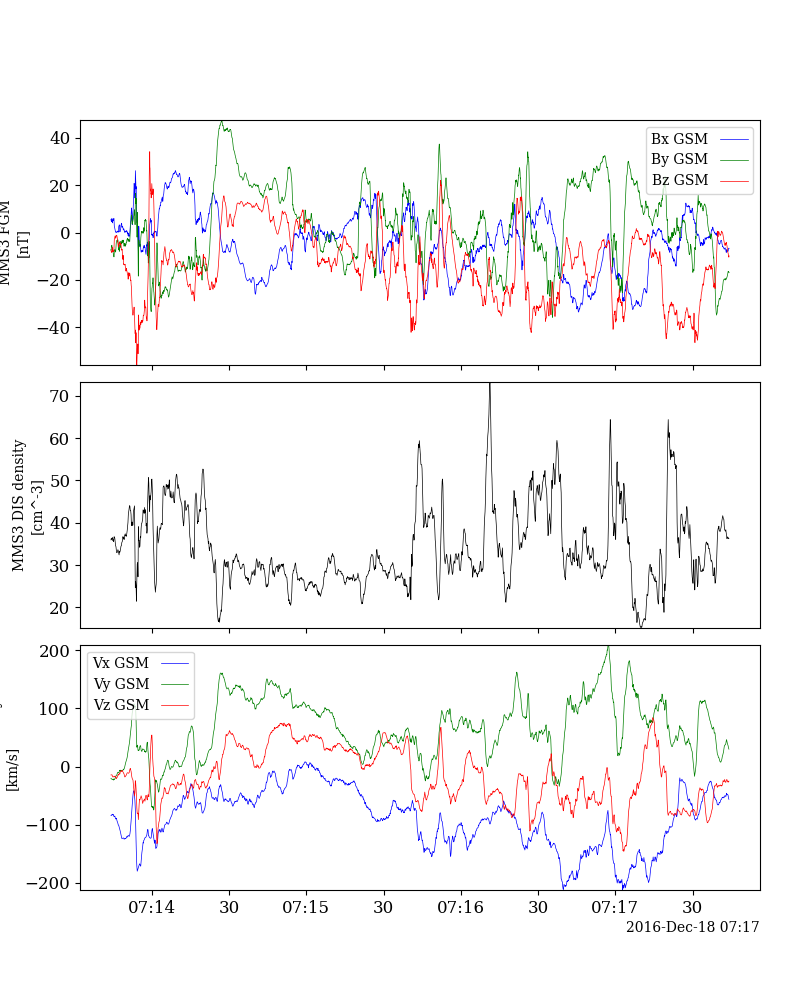 40
20
0
−20
−40
MMS3 FGM
[nT]
Bx GSM
By GSM
Bz GSM
70
60
50
40
30
20
MMS3 DIS density
[cm^-3]
200
100
0
−100
−200
[km/s]
Vx GSM
Vy GSM
Vz GSM
07:14 30 07:15 30 07:16 30 07:17 30
2016-Dec-18 07:17